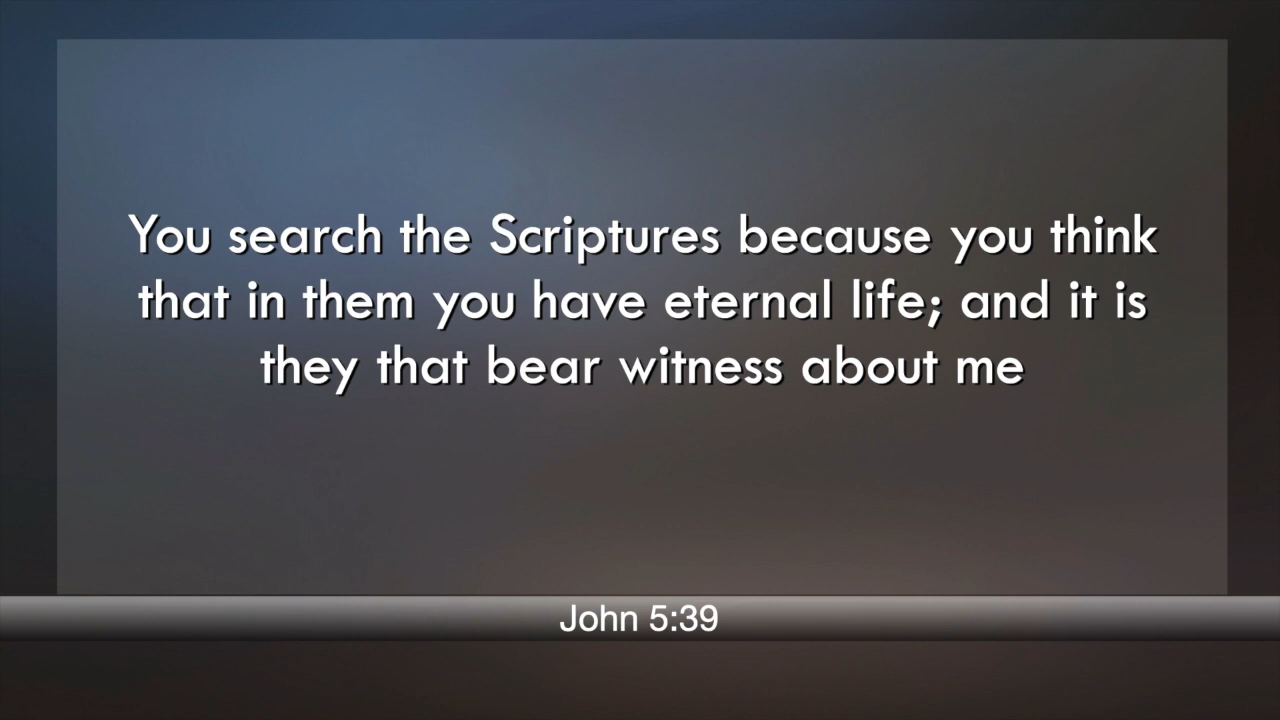 You search the Scriptures because you think
that in them you have eternal life; and it is
they that bear witness about me
John 5:39